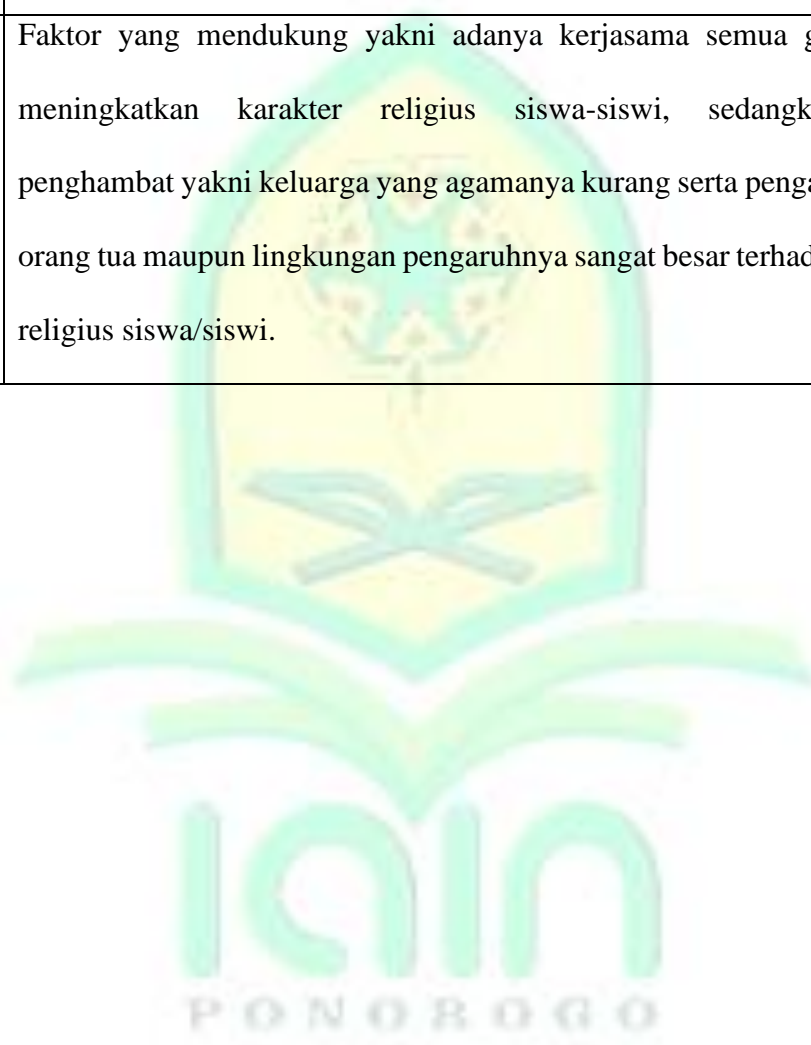 Faktor yang mendukung yakni adanya kerjasama semua
meningkatkan karakter religius siswa-siswi,
penghambat yakni keluarga yang agamanya kurang serta
orang tua maupun lingkungan pengaruhnya sangat besar
religius siswa/siswi.
iain
PONOROGO